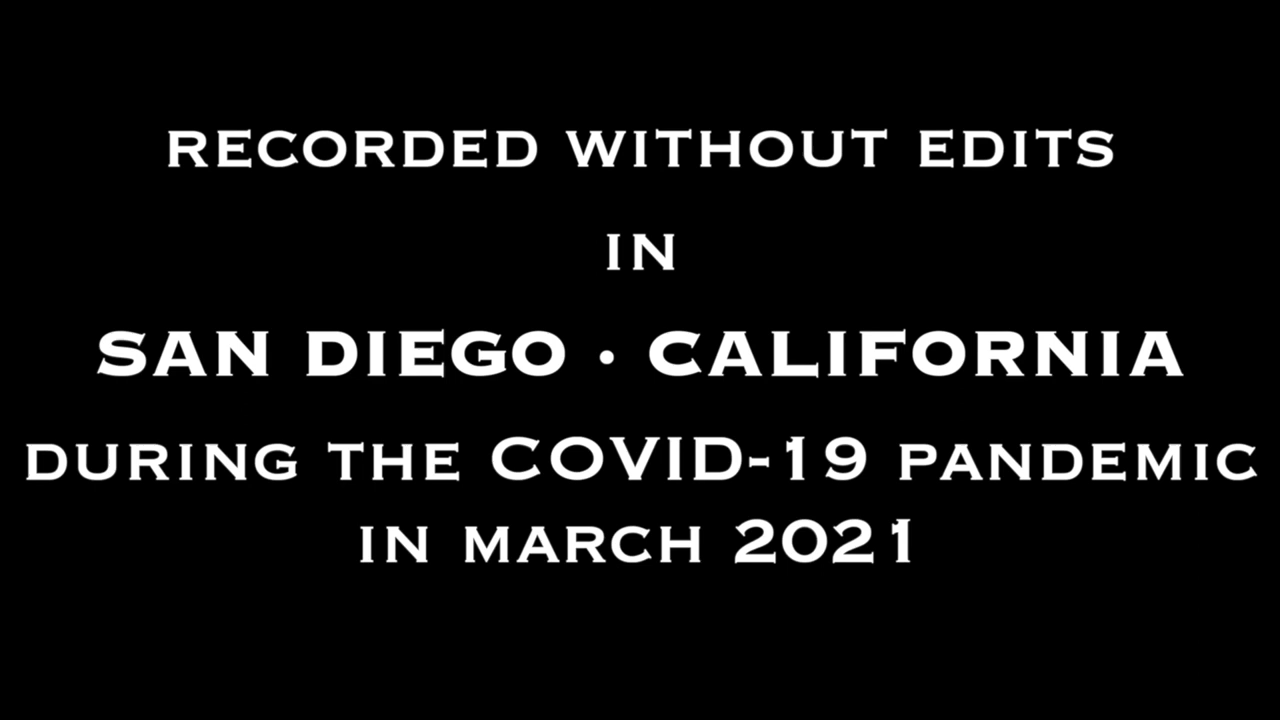 RECORDED WITHOUT EDITS
IN
SAN DIEGO · CALIFORNIA
DURING THE COVID-19 PANDEMIC
IN MARCH 2021